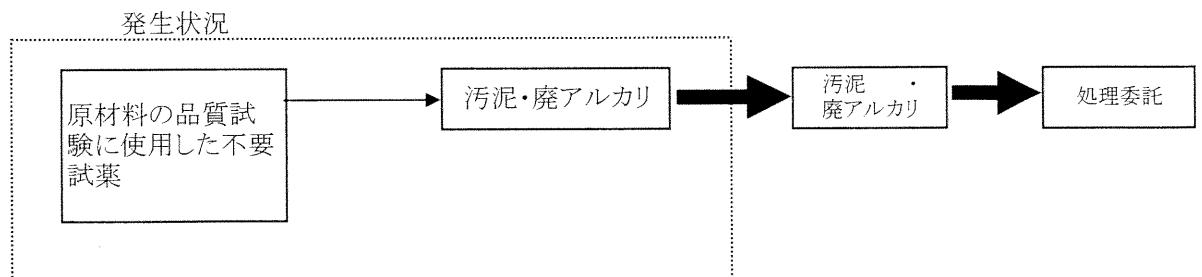 発生状況
原材料の品質試
験に使用した不要
試薬
汚泥・廃アルカリ
汚泥　・
廃アルカリ
処理委託